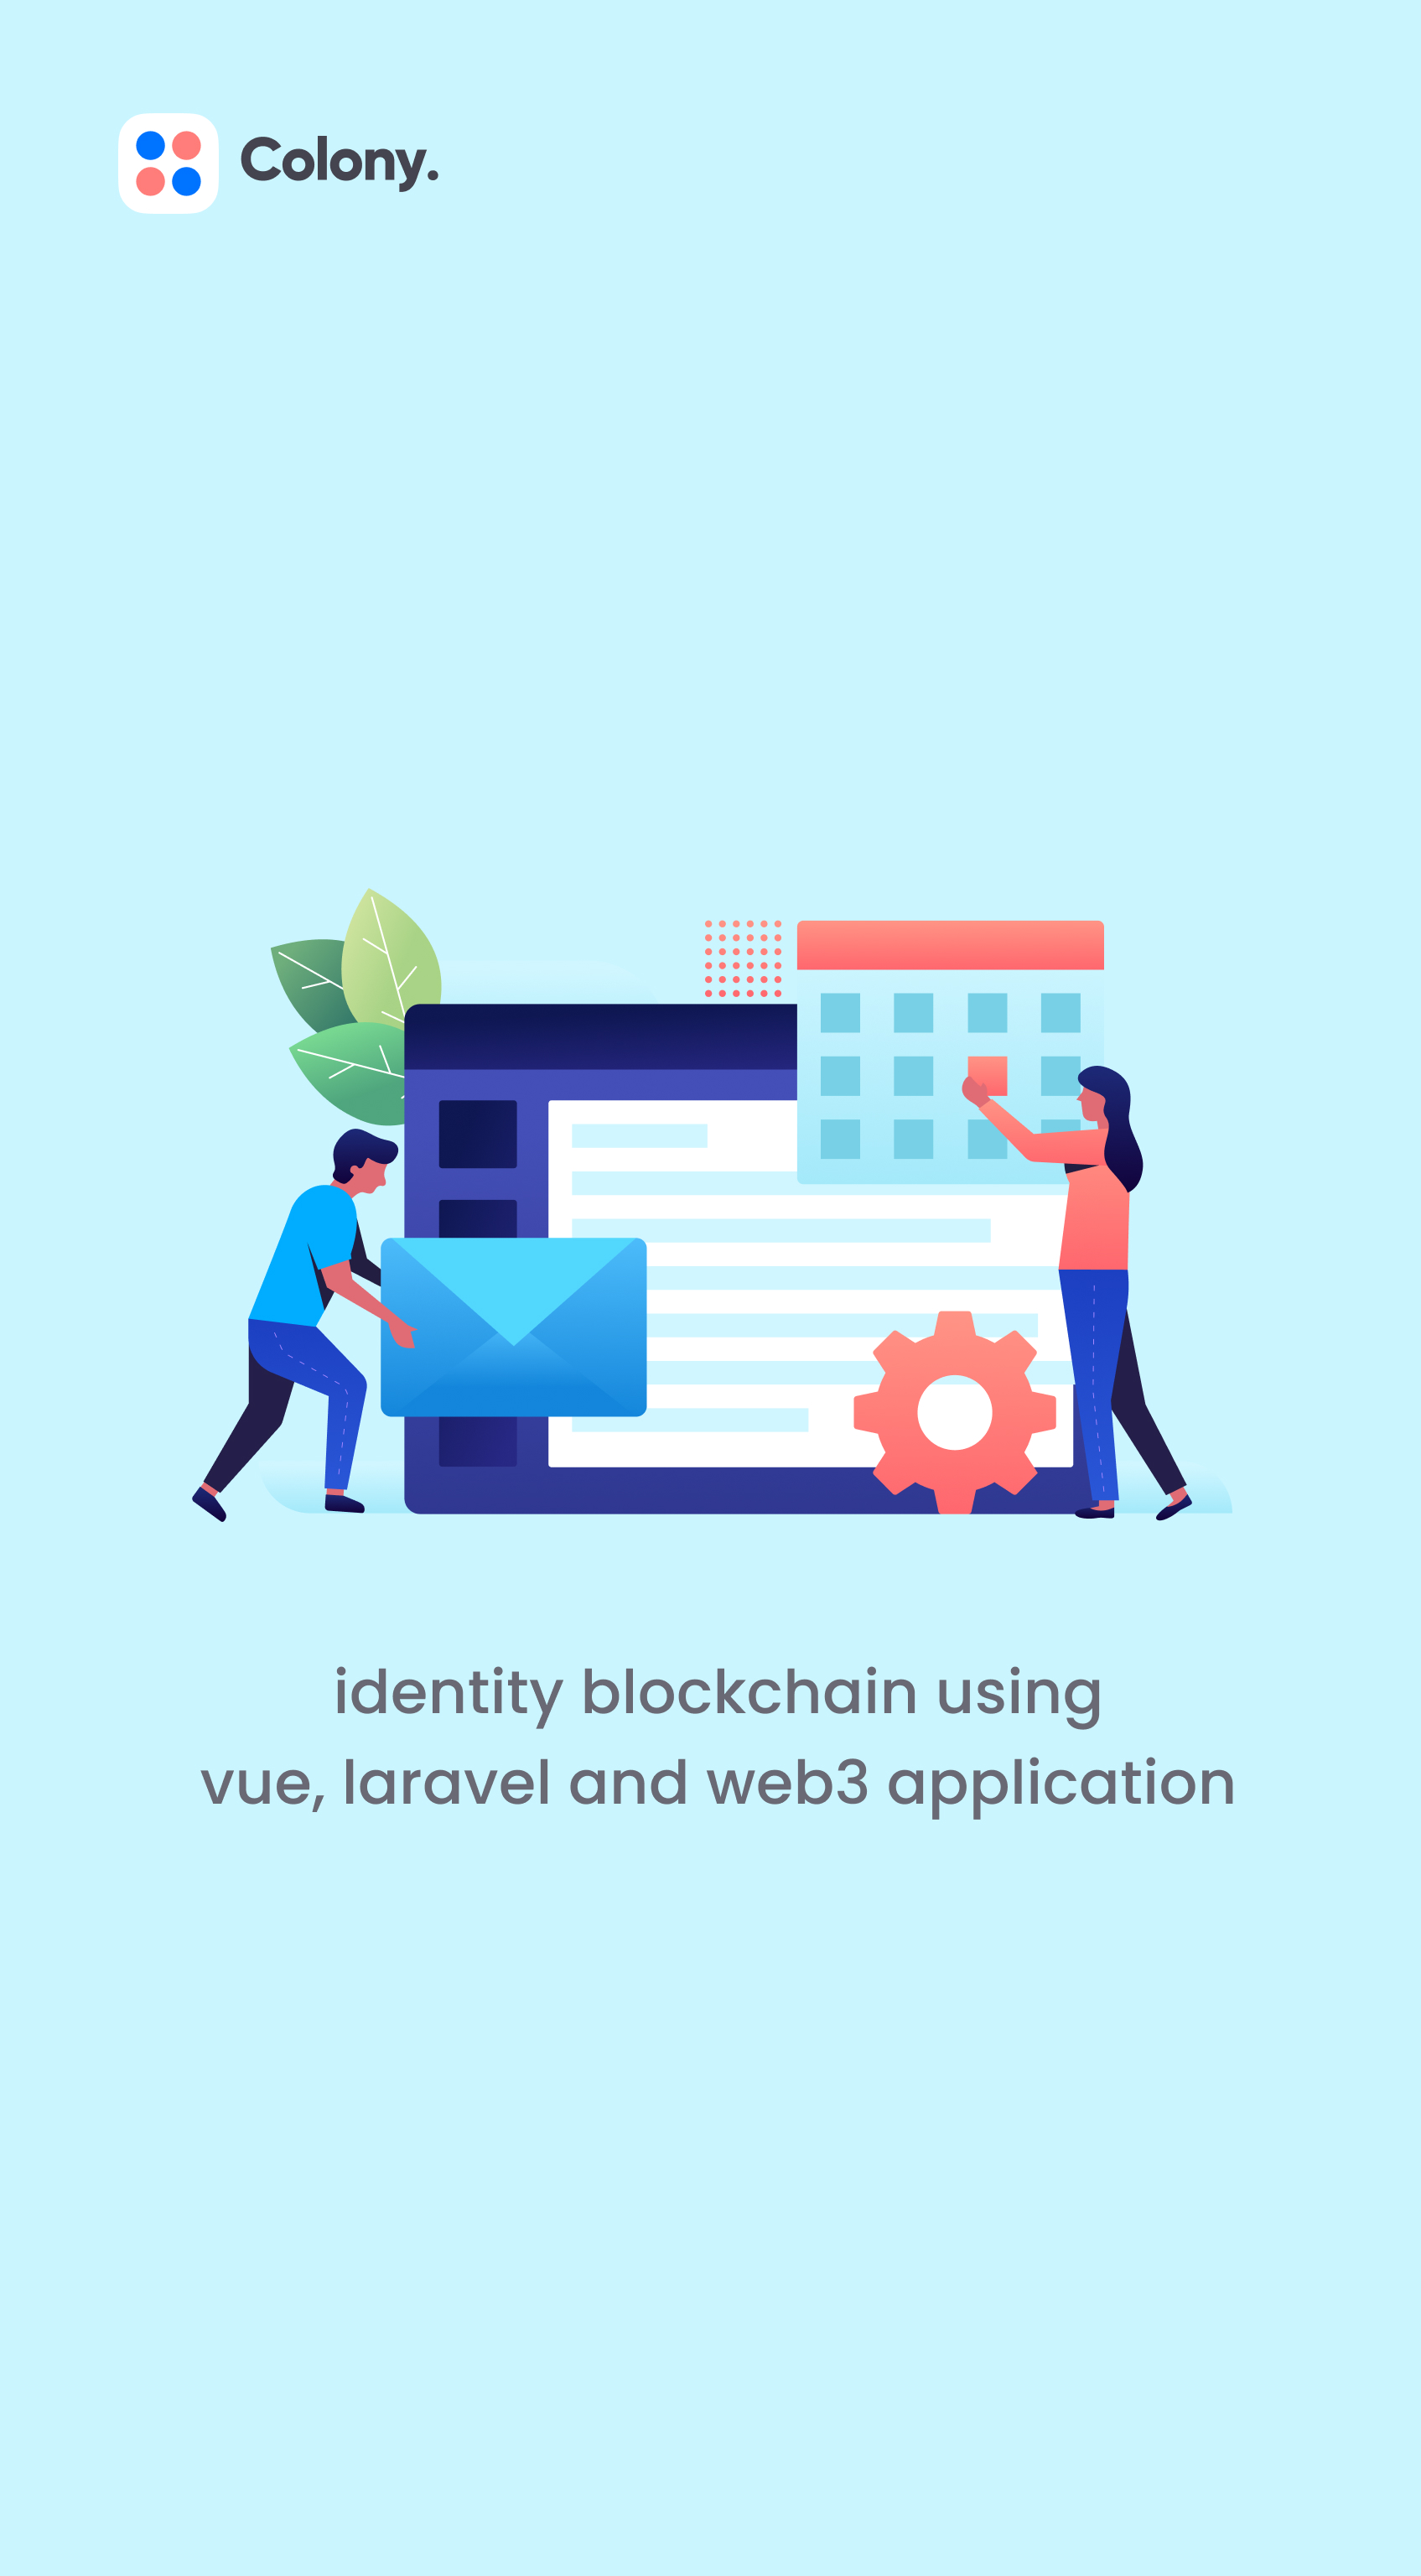 Colony.
identity blockchain using
vue, laravel and web3 application